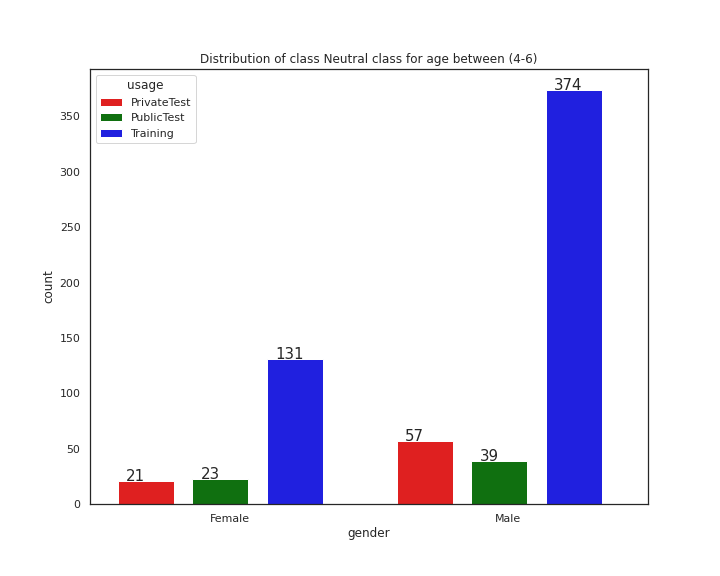 Distribution of class Neutral class for age between (4-6)
usage
PrivateTest
PublicTest
Training
374
350
300
250
200
150
100
50
0
count
131
21
23
57
39
Female
Male
gender